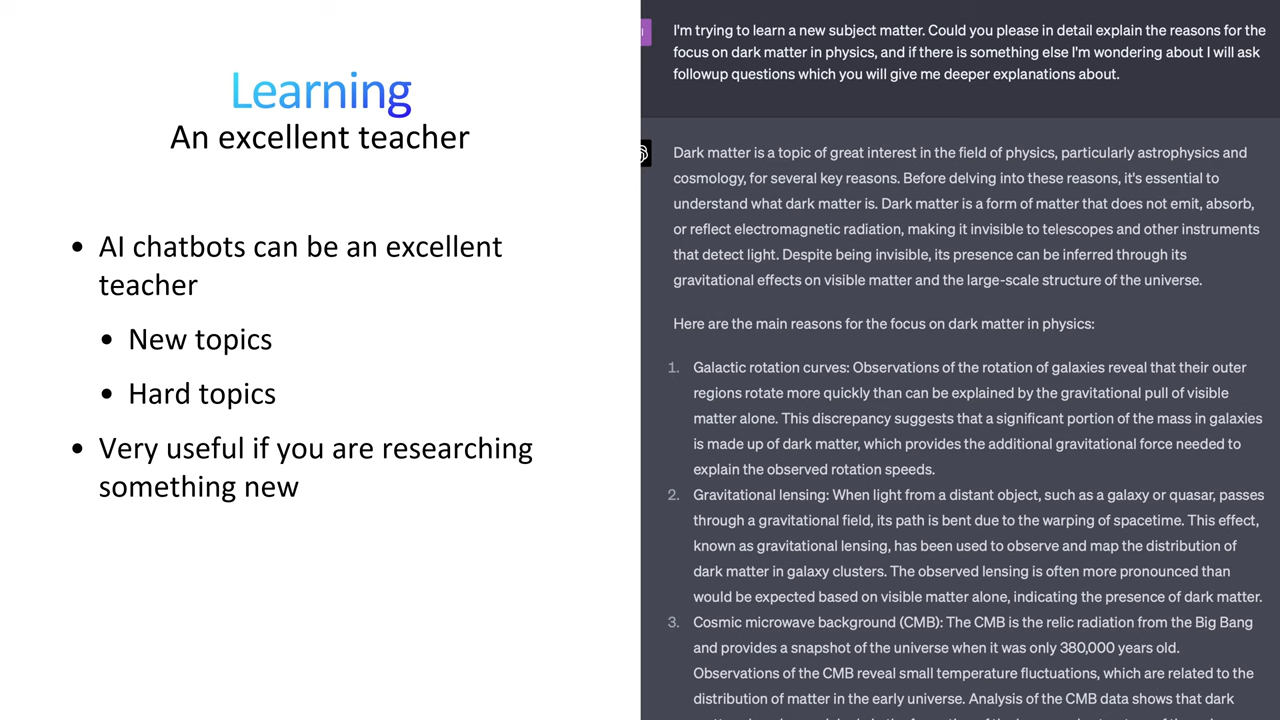 Learning
An excellent teacher
• AI chatbots can be an excellent
teacher
• New topics
• Hard topics
• Very useful if you are researching
something new
I'm trying to learn a new subject matter. Could you please in detail explain the reasons for the
focus on dark matter in physics, and if there is something else I'm wondering about I will ask
followup questions which you will give me deeper explanations about.
Dark matter is a topic of great interest in the field of physics, particularly astrophysics and
cosmology, for several key reasons. Before delving into these reasons, it's essential to
understand what dark matter is. Dark matter is a form of matter that does not emit, absorb,
or reflect electromagnetic radiation, making it invisible to telescopes and other instruments
that detect light. Despite being invisible, its presence can be inferred through its
gravitational effects on visible matter and the large-scale structure of the universe.
Here are the main reasons for the focus on dark matter in physics:
1. Galactic rotation curves: Observations of the rotation of galaxies reveal that their outer
regions rotate more quickly than can be explained by the gravitational pull of visible
matter alone. This discrepancy suggests that a significant portion of the mass in galaxies
is made up of dark matter, which provides the additional gravitational force needed to
explain the observed rotation speeds.
2. Gravitational lensing: When light from a distant object, such as a galaxy or quasar, passes
through a gravitational field, its path is bent due to the warping of spacetime. This effect,
known as gravitational lensing, has been used to observe and map the distribution of
dark matter in galaxy clusters. The observed lensing is often more pronounced than
would be expected based on visible matter alone, indicating the presence of dark matter.
3. Cosmic microwave background (CMB): The CMB is the relic radiation from the Big Bang
and provides a snapshot of the universe when it was only 380,000 years old.
Observations of the CMB reveal small temperature fluctuations, which are related to the
distribution of matter in the early universe. Analysis of the CMB data shows that dark